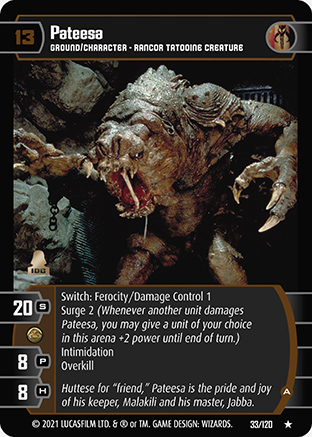 13
Pateesa
GROUND/CHARACTER - RANCOR TATOOINE CREATURE
100
20 S
8 P
8 H
Switch: Ferocity/Damage Control 1
Surge 2 (Whenever another unit damages
Pateesa, you may give a unit of your choice
in this arena +2 power until end of turn.)
Intimidation
Overkill
Huttese for "friend," Pateesa is the pride and joy
of his keeper, Malakili and his master, Jabba.
A
© 2021 LUCASFILM LTD. & ® or TM. GAME DESIGN: WIZARDS.
33/120 ★